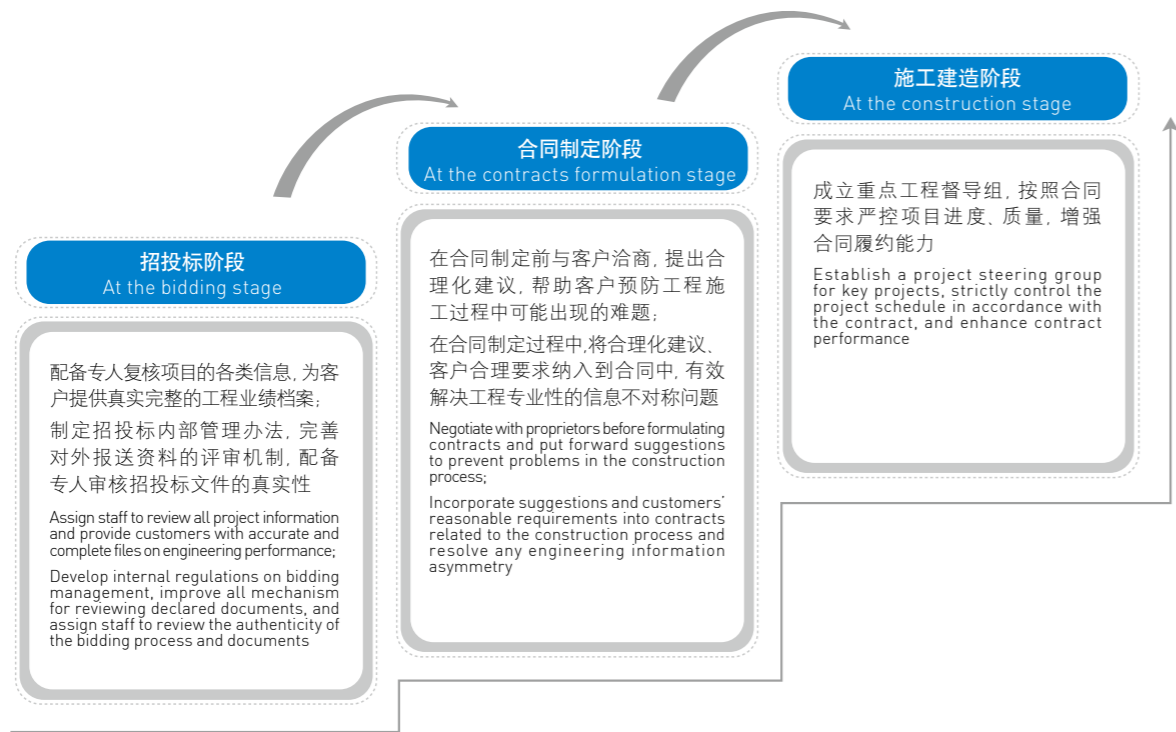 招投标阶段
At the bidding stage
配备专人复核项目的各类信息, 为客
户提供真实完整的工程业绩档案;
制定招投标内部管理办法, 完善
对外报送资料的评审机制, 配备
专人审核招投标文件的真实性
Assign staff to review all project information
and provide customers with accurate and
complete files on engineering performance;
Develop internal regulations on bidding
management, improve all mechanism
for reviewing declared documents, and
assign staff to review the authenticity of
the bidding process and documents
合同制定阶段
At the contracts formulation stage
在合同制定前与客户洽商, 提出合
理化建议, 帮助客户预防工程施
工过程中可能出现的难题;
在合同制定过程中,将合理化建议、
客户合理要求纳入到合同中, 有效
解决工程专业性的信息不对称问题
Negotiate with proprietors before formulating
contracts and put forward suggestions
to prevent problems in the construction
process;
Incorporate suggestions and customers’
reasonable requirements into contracts
related to the construction process and
resolve any engineering information
asymmetry
施工建造阶段
At the construction stage
成立重点工程督导组, 按照合同
要求严控项目进度、质量, 增强
合同履约能力
Establish a project steering group
for key projects, strictly control the
project schedule in accordance with
the contract, and enhance contract
performance